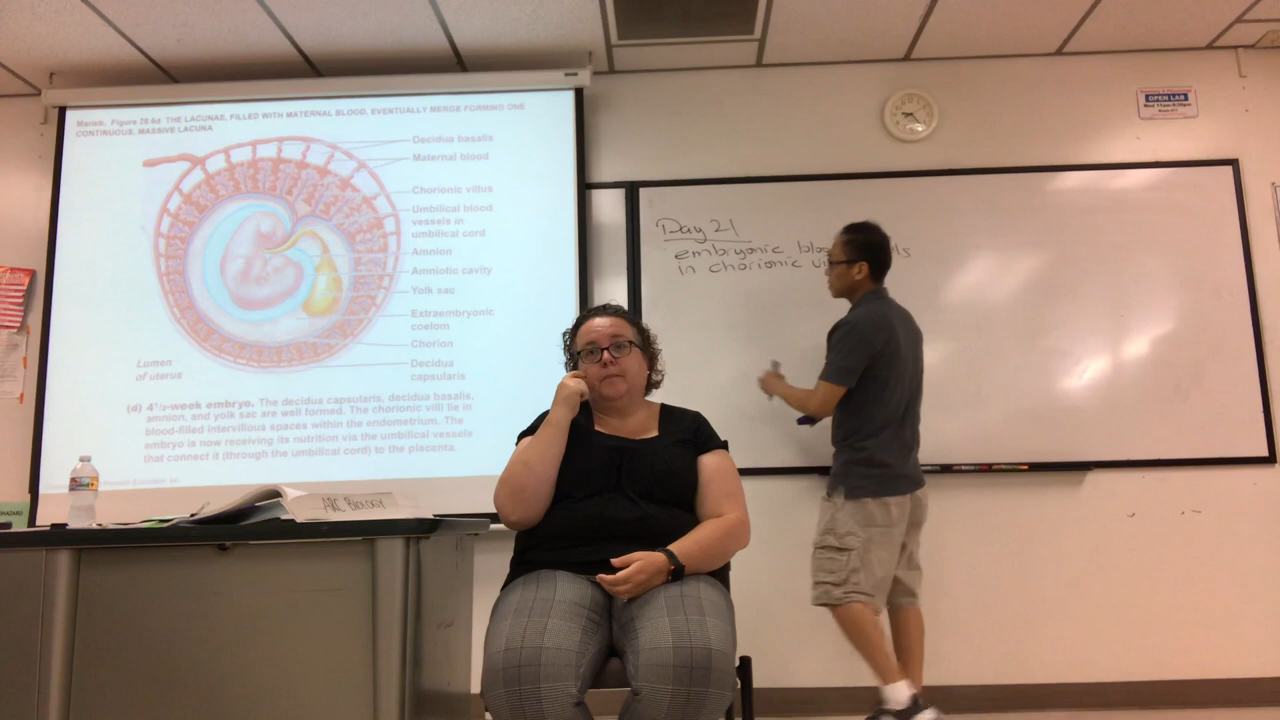 Marieb, Figure 28.6d THE LACUNAE, FILLED WITH MATERNAL BLOOD, EVENTUALLY MERGE FORMING ONE
CONTINUOUS, MASSIVE LACUNA
Decidua basalis
Maternal blood
Chorionic villus
Umbilical blood
vessels in
umbilical cord
Amnion
Amniotic cavity
Yolk sac
Extraembryonic
coelom
Chorion
Decidua
capsularis
Lumen
of uterus
(d) 4½-week embryo. The decidua capsularis, decidua basalis,
amnion, and yolk sac are well formed. The chorionic villi lie in
blood-filled intervillous spaces within the endometrium. The
embryo is now receiving its nutrition via the umbilical vessels
that connect it (through the umbilical cord) to the placenta.
ARC BIOLOGY
Day 21
embryonic
in chorionic
OPEN LAB